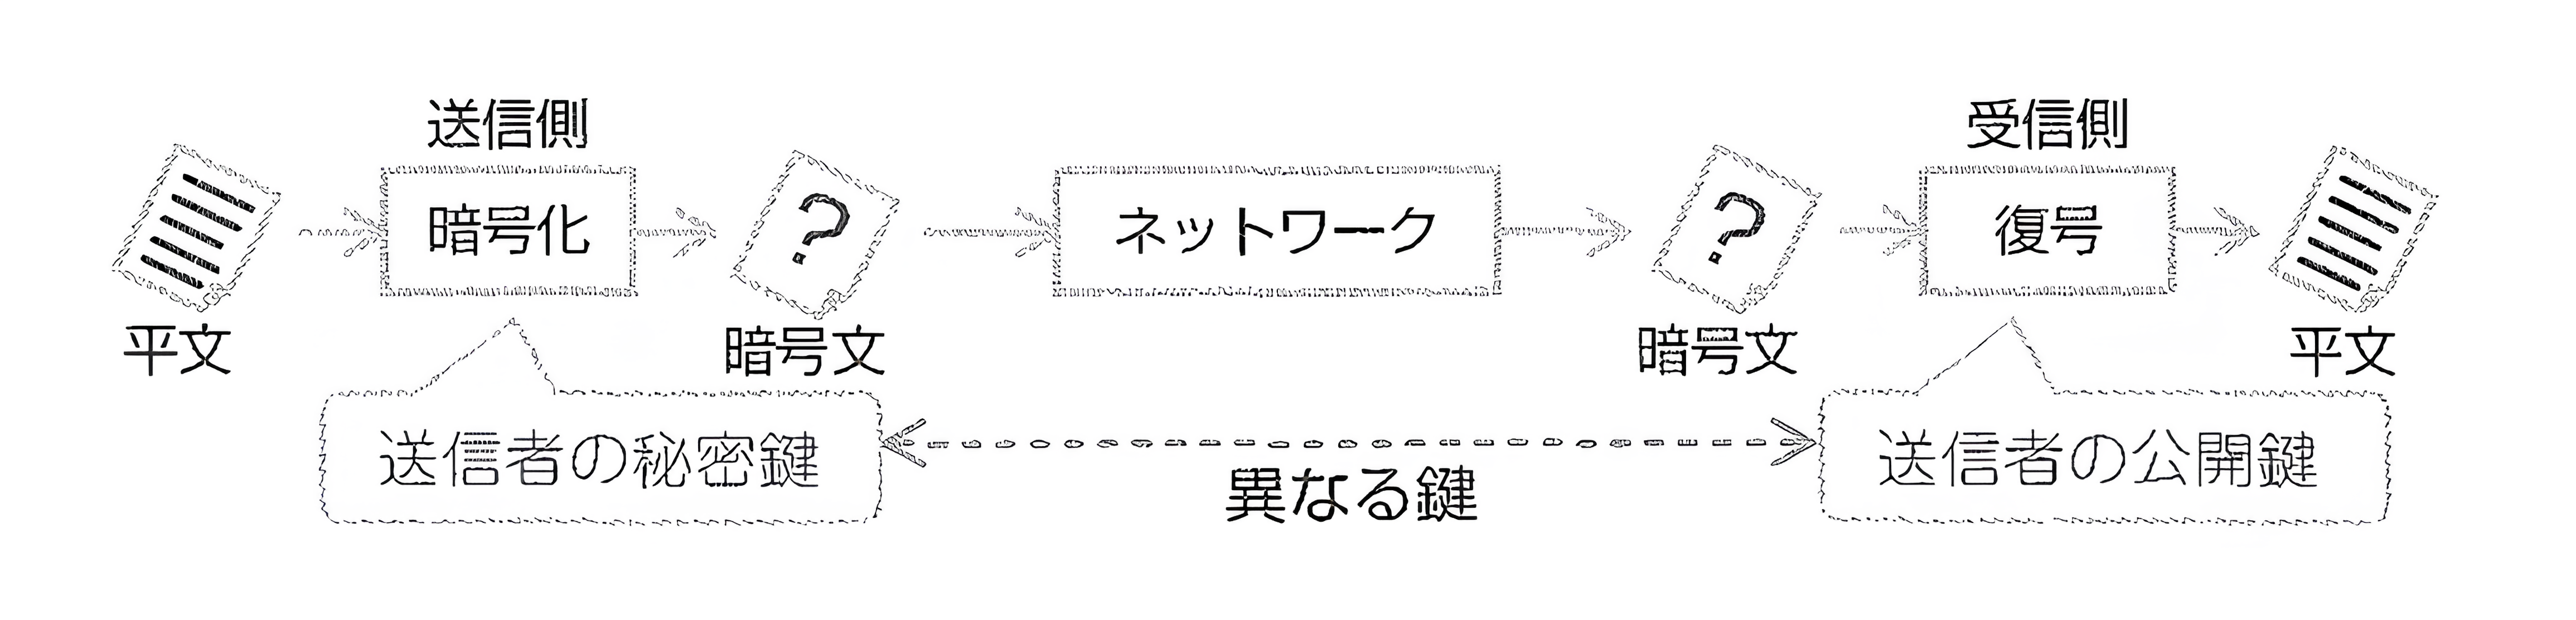 送信側
受信側
暗号化
?
ネットワーク
?
復号
平文
暗号文
暗号文
平文
送信者の秘密鍵
異なる鍵
送信者の公開鍵